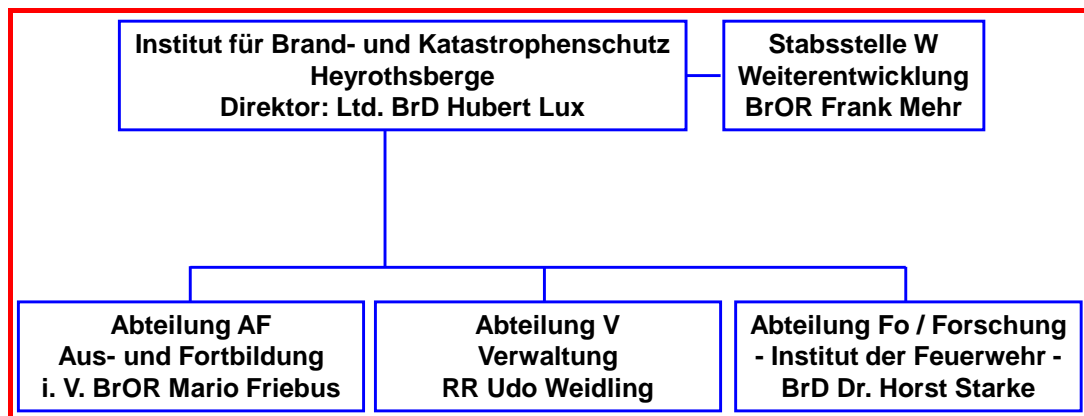 Institut für Brand- und Katastrophenschutz
Heyrothsberge
Direktor: Ltd. BrD Hubert Lux
Stabsstelle W
Weiterentwicklung
BrOR Frank Mehr
Abteilung AF
Aus- und Fortbildung
i. V. BrOR Mario Friebus
Abteilung V
Verwaltung
RR Udo Weidling
Abteilung Fo / Forschung
- Institut der Feuerwehr -
BrD Dr. Horst Starke